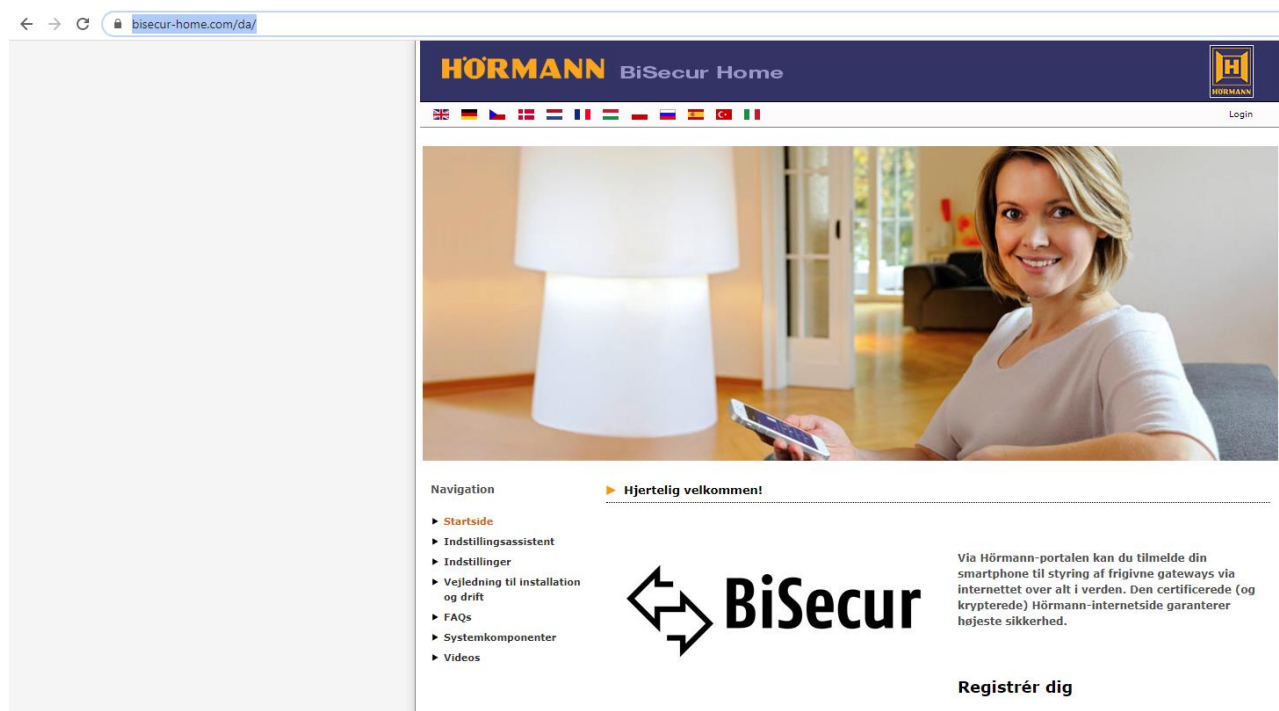 bisecur-home.com/da/
HÖRMANN BiSecur Home
HÖRMANN
Login
Navigation
Startside
Indstillingsassistent
Indstillinger
Vejledning til installation
og drift
FAQs
Systemkomponenter
Videos
Hjertelig velkommen!
BiSecur
Via Hörmann-portalen kan du tilmelde din
smartphone til styring af frigivne gateways via
internettet over alt i verden. Den certificerede (og
krypterede) Hörmann-internetside garanterer
højeste sikkerhed.
Registrér dig